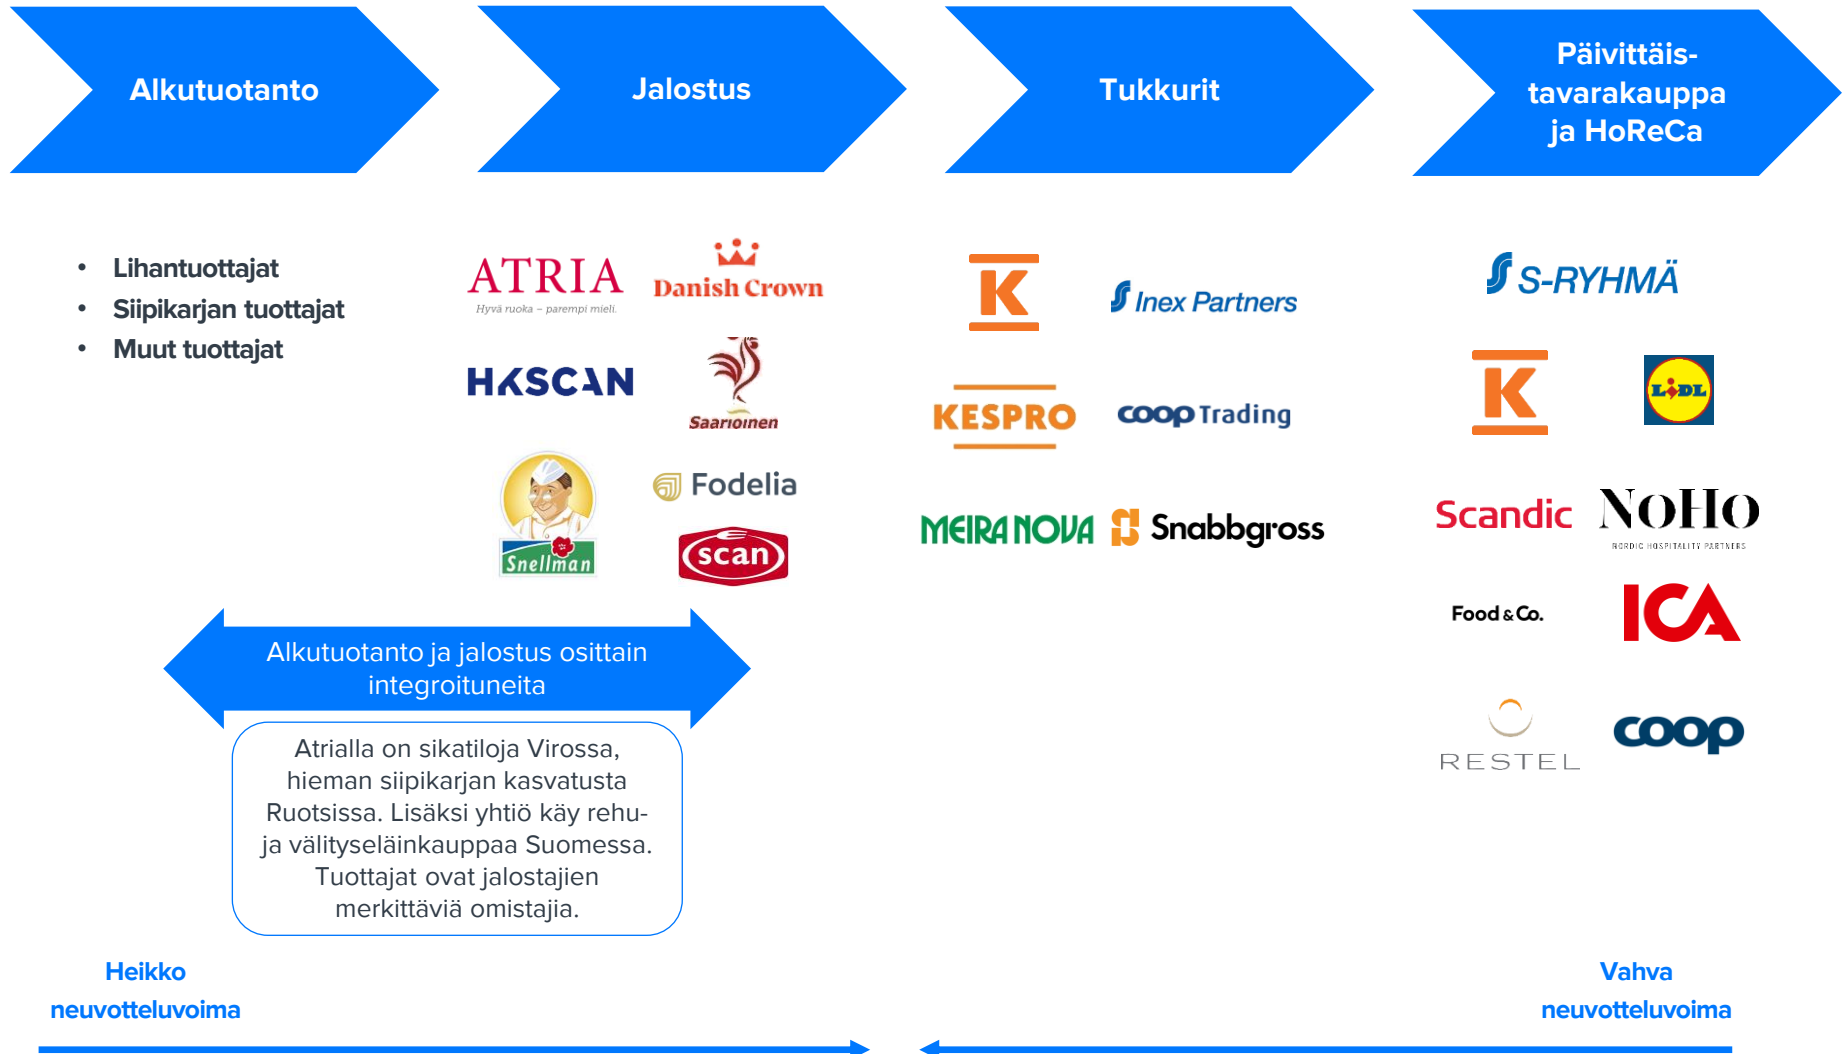 Alkutuotanto
Jalostus
Tukkurit
Päivittäis-
tavarakauppa
ja HoReCa
• Lihantuottajat
• Siipikarjan tuottajat
• Muut tuottajat
ATRIA
Hyvä ruoka – parempi mieli.
Danish Crown
HKSCAN
Saarioinen
Snellman
Fodelia
scan
K
Inex Partners
KESPRO
coop Trading
MEIRA NOVA
Snabbgross
S-RYHMÄ
K
LIDL
Scandic
NOHO
NORDIC HOSPITALITY PARTNERS
Food & Co.
ICA
RESTEL
coop
Alkutuotanto ja jalostus osittain
integroituneita
Atrialla on sikatiloja Virossa,
hieman siipikarjan kasvatusta
Ruotsissa. Lisäksi yhtiö käy rehu-
ja välityseläinkauppaa Suomessa.
Tuottajat ovat jalostajien
merkittäviä omistajia.
Heikko
neuvotteluvoima
Vahva
neuvotteluvoima